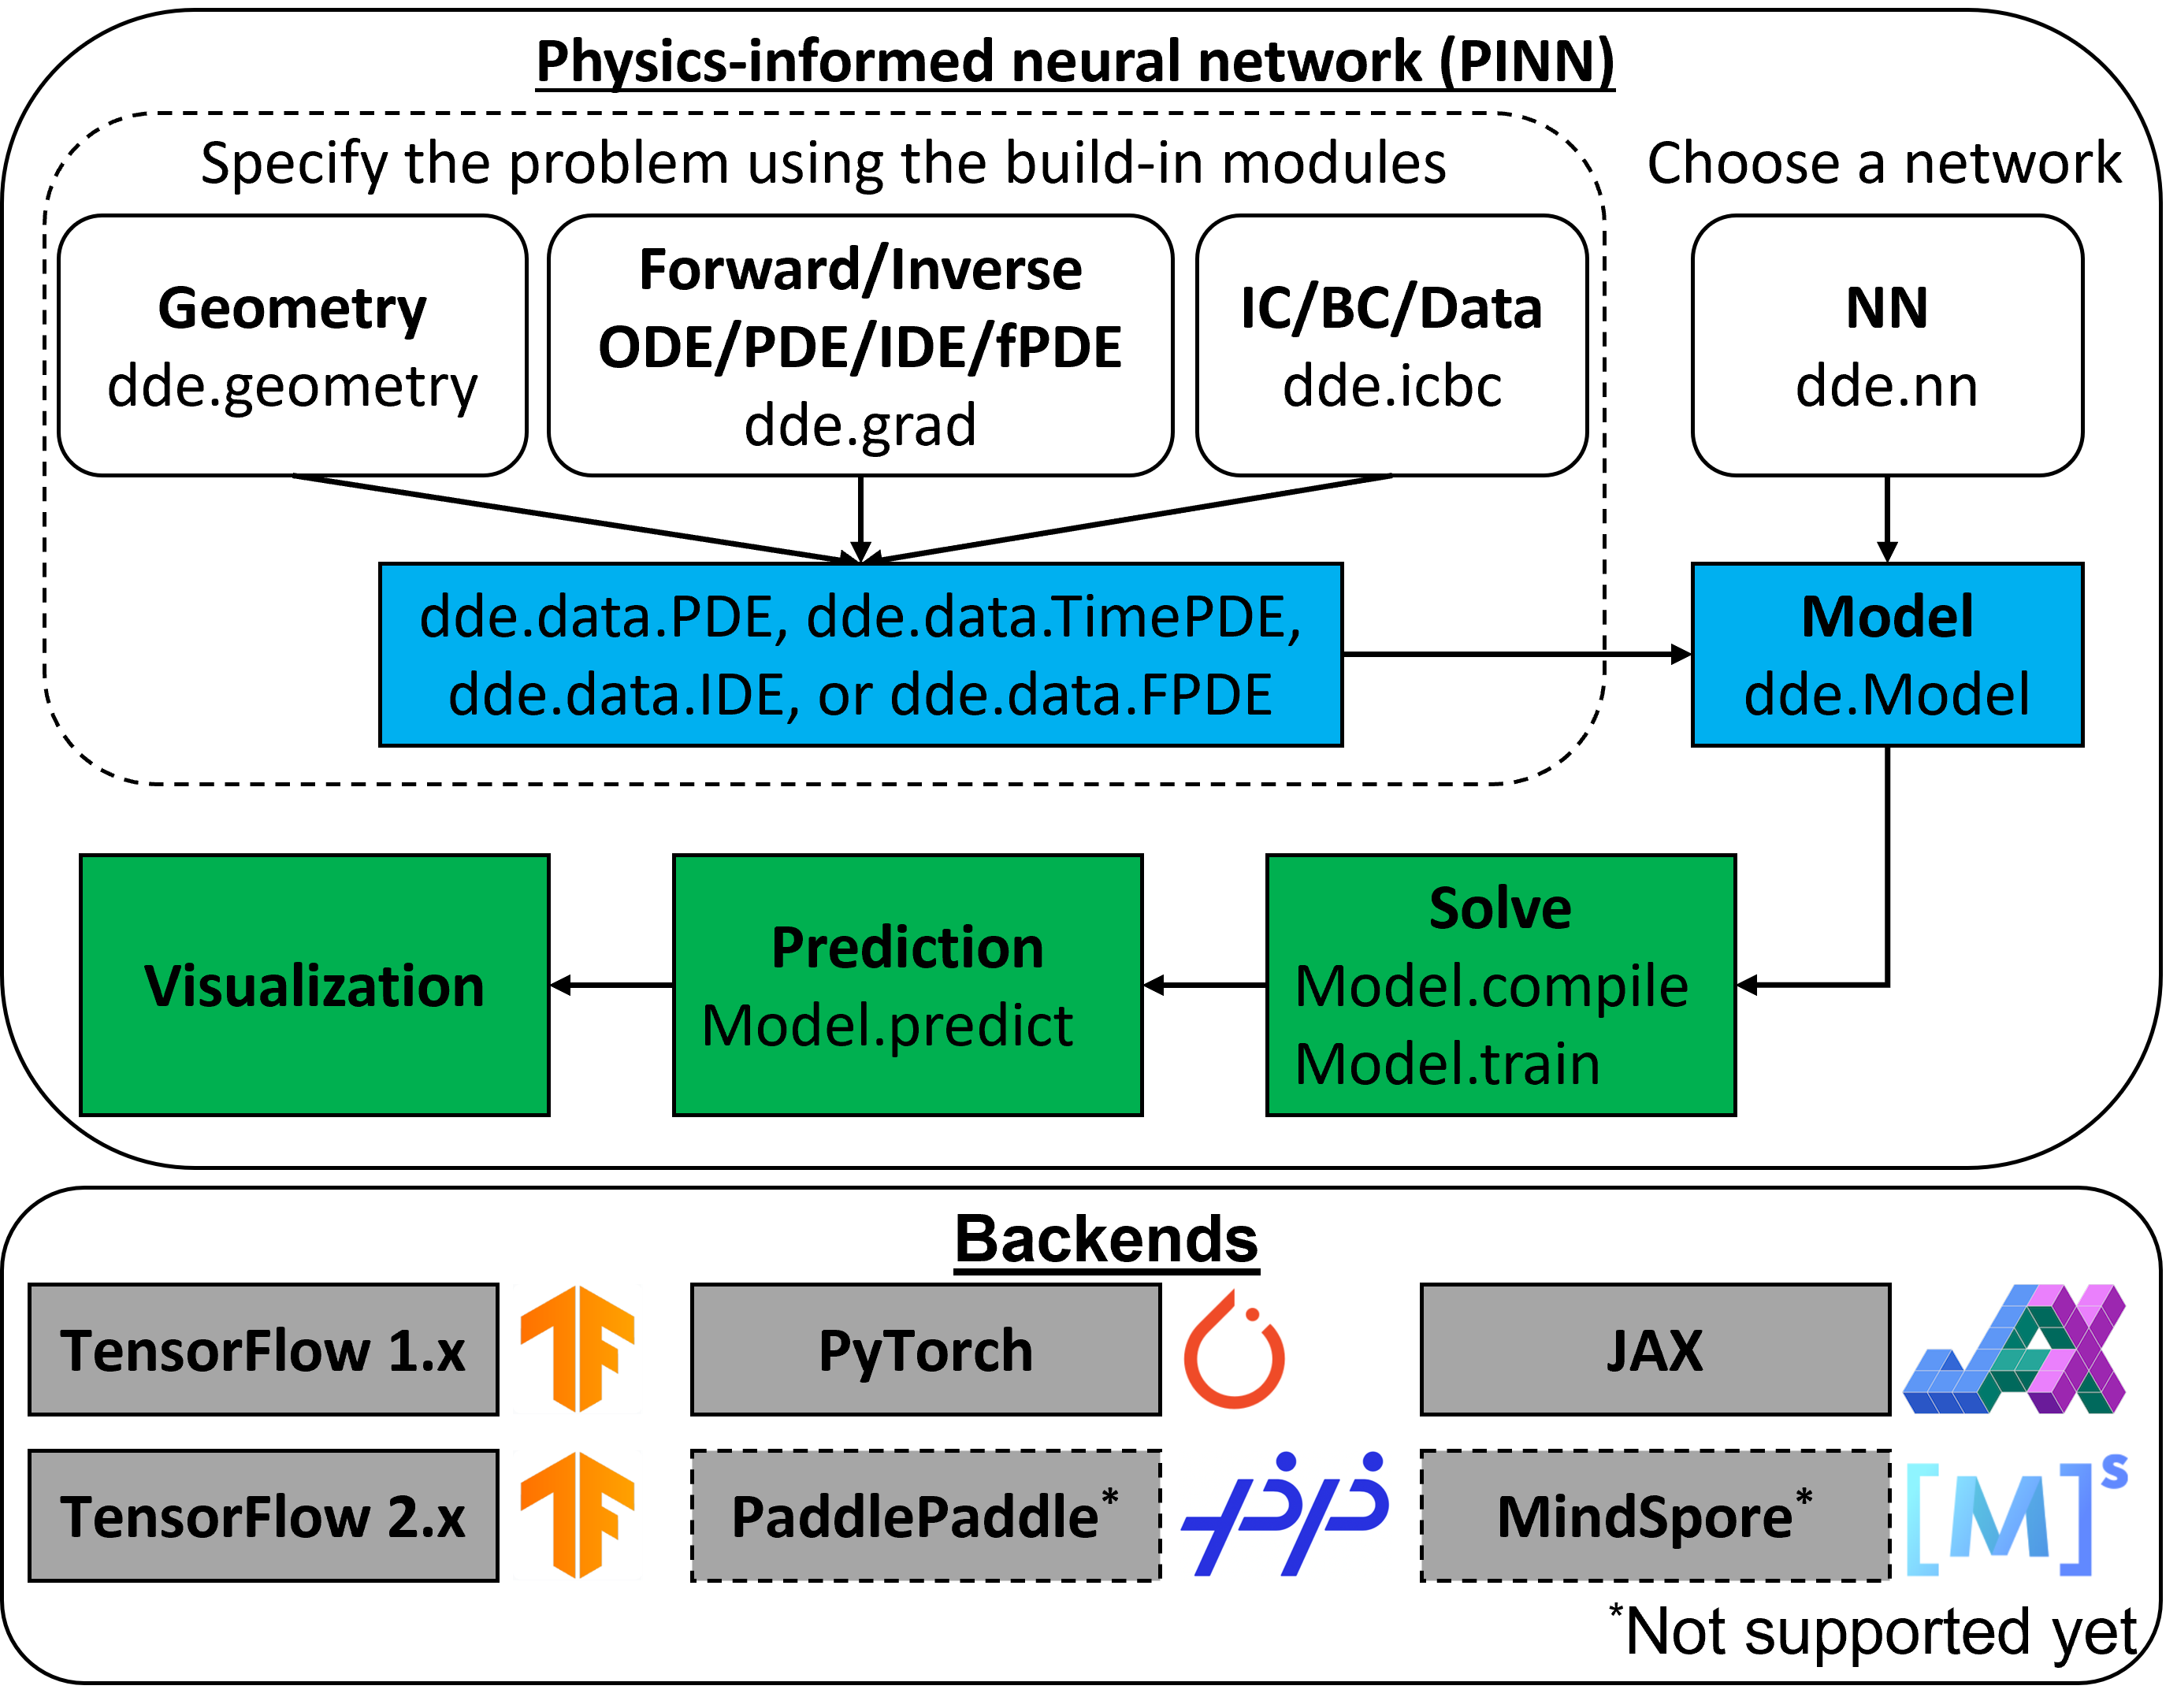 Physics-informed neural network (PINN)
Specify the problem using the build-in modules
Choose a network
Geometry
dde.geometry
Forward/Inverse
ODE/PDE/IDE/fPDE
dde.grad
IC/BC/Data
dde.icbc
NN
dde.nn
dde.data.PDE, dde.data.TimePDE,
dde.data.IDE, or dde.data.FPDE
Model
dde.Model
Visualization
Prediction
Model.predict
Solve
Model.compile
Model.train
Backends
TensorFlow 1.x
PyTorch
JAX
TensorFlow 2.x
PaddlePaddle*
MindSpore*
[M]s
*Not supported yet